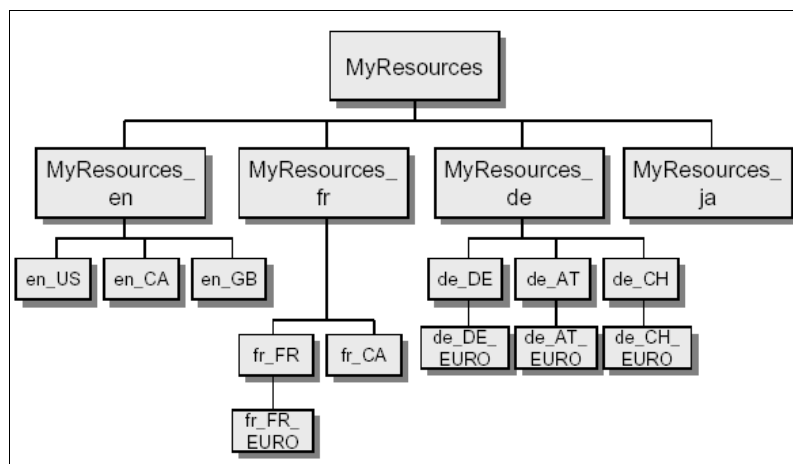 MyResources
MyResources_
en
MyResources_
fr
MyResources_
de
MyResources_
ja
en_US
en_CA
en_GB
de_DE
de_AT
de_CH
fr_FR
fr_CA
de_DE_
EURO
de_AT_
EURO
de_CH_
EURO
fr_FR_
EURO